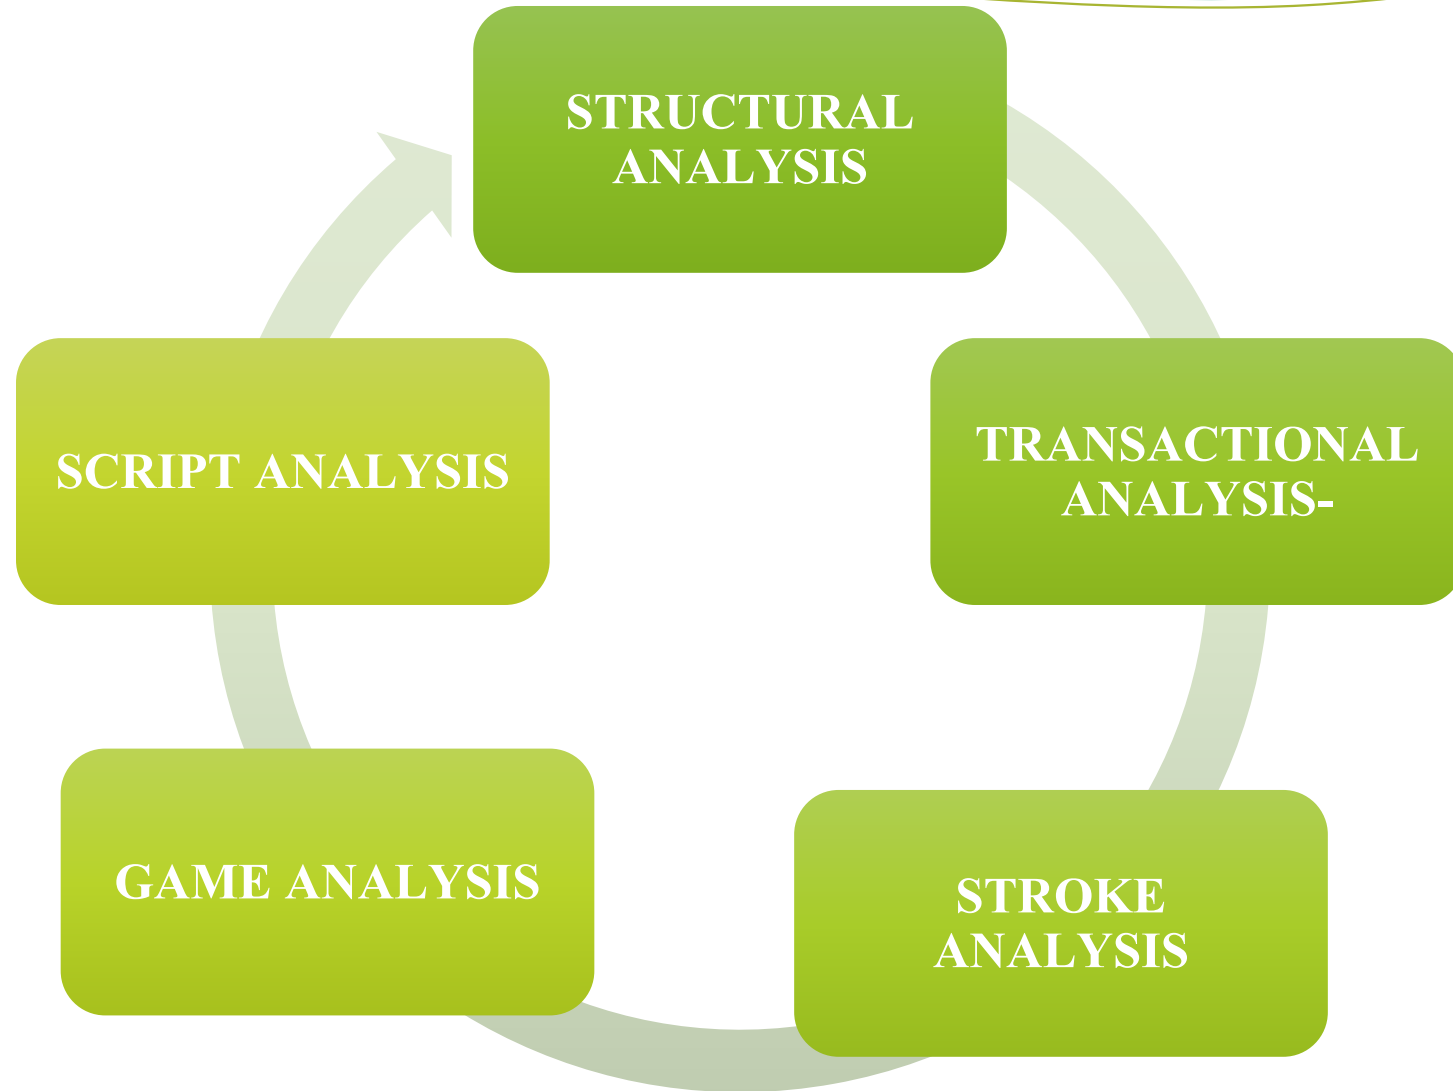 STRUCTURAL
ANALYSIS
TRANSACTIONAL
ANALYSIS-
STROKE
ANALYSIS
GAME ANALYSIS
SCRIPT ANALYSIS